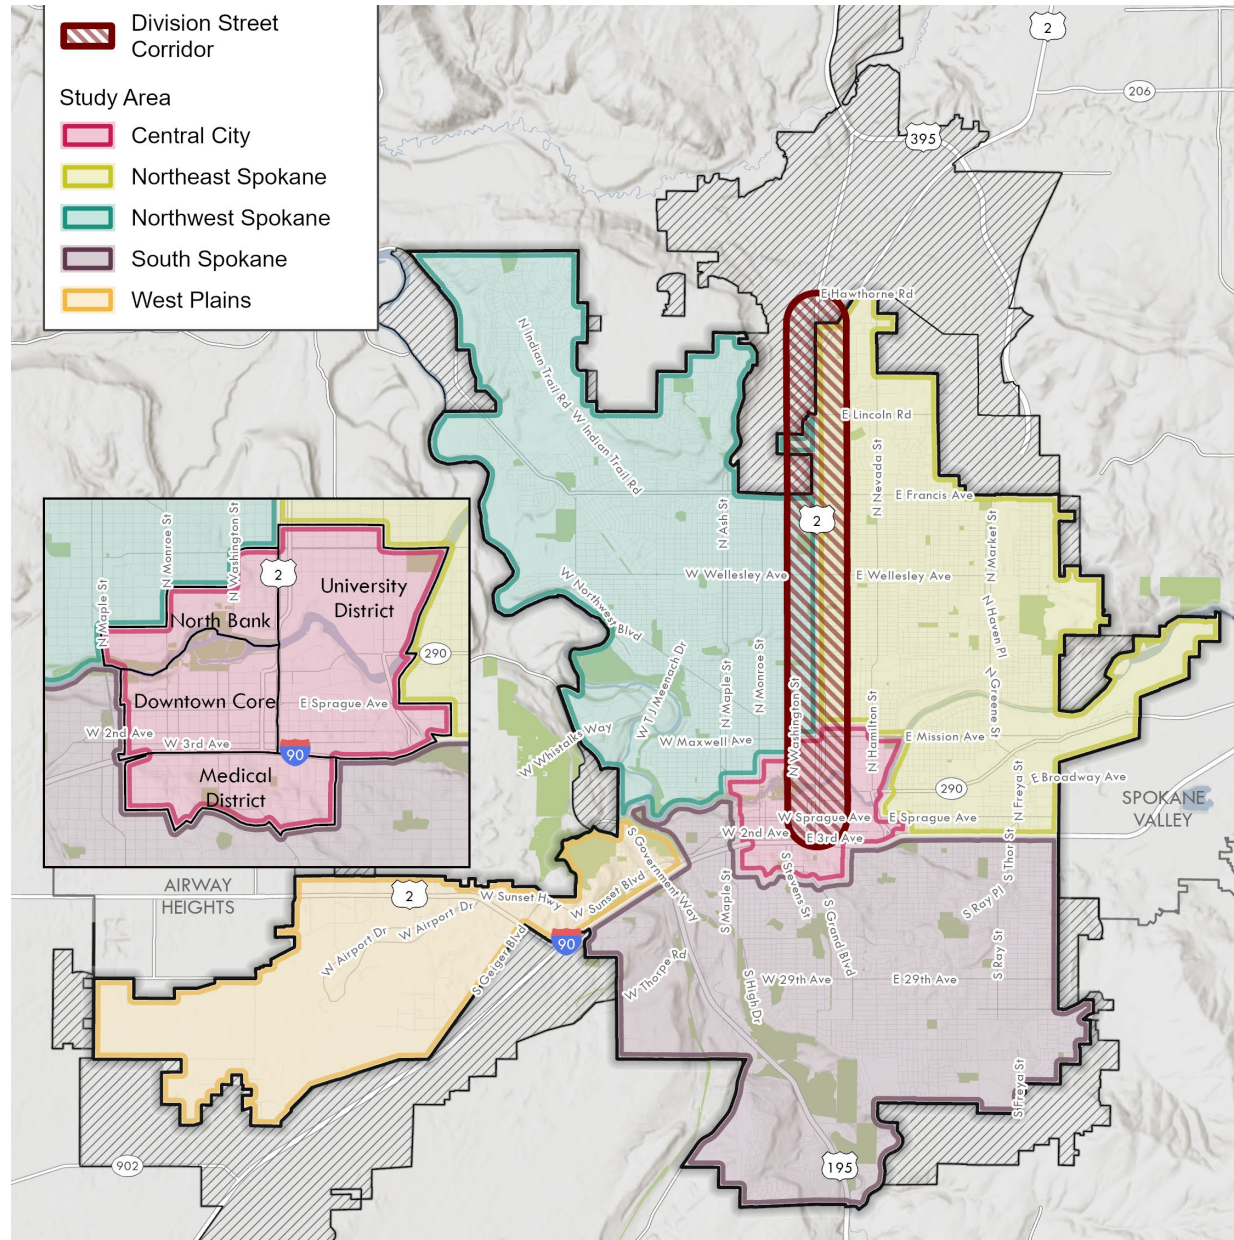 Division Street
Corridor
Study Area
Central City
Northeast Spokane
Northwest Spokane
South Spokane
West Plains
2
206
395
E Hawthorne Rd
N Indian Trail Rd
W Indian Trail Rd
E Lincoln Rd
N Nevada St
E Francis Ave
N Ash St
2
N Market St
W Wellesley Ave
E Wellesley Ave
W Northwest Blvd
N Haven Pl
W T J Meenach Dr
N Maple St
N Monroe St
N Washington St
N Hamilton St
N Greene St
W Whistalks Way
W Maxwell Ave
E Mission Ave
290
E Broadway Ave
N Freya St
SPOKANE
VALLEY
W Sprague Ave
E Sprague Ave
W 2nd Ave
E 3rd Ave
S Thor St
S Government Way
S Maple St
S Stevens St
S Grand Blvd
S Ray Pl
S Ray St
W Sunset Blvd
W Sunset Hwy
2
AIRWAY
HEIGHTS
W Airport Dr
W Airport Dr
S Geiger Blvd
90
W Thorpe Rd
S High Dr
W 29th Ave
E 29th Ave
S Freya St
195
902
N Maple St
N Monroe St
N Washington St
2
University
District
North Bank
290
Downtown Core
E Sprague Ave
W 2nd Ave
W 3rd Ave
90
Medical
District